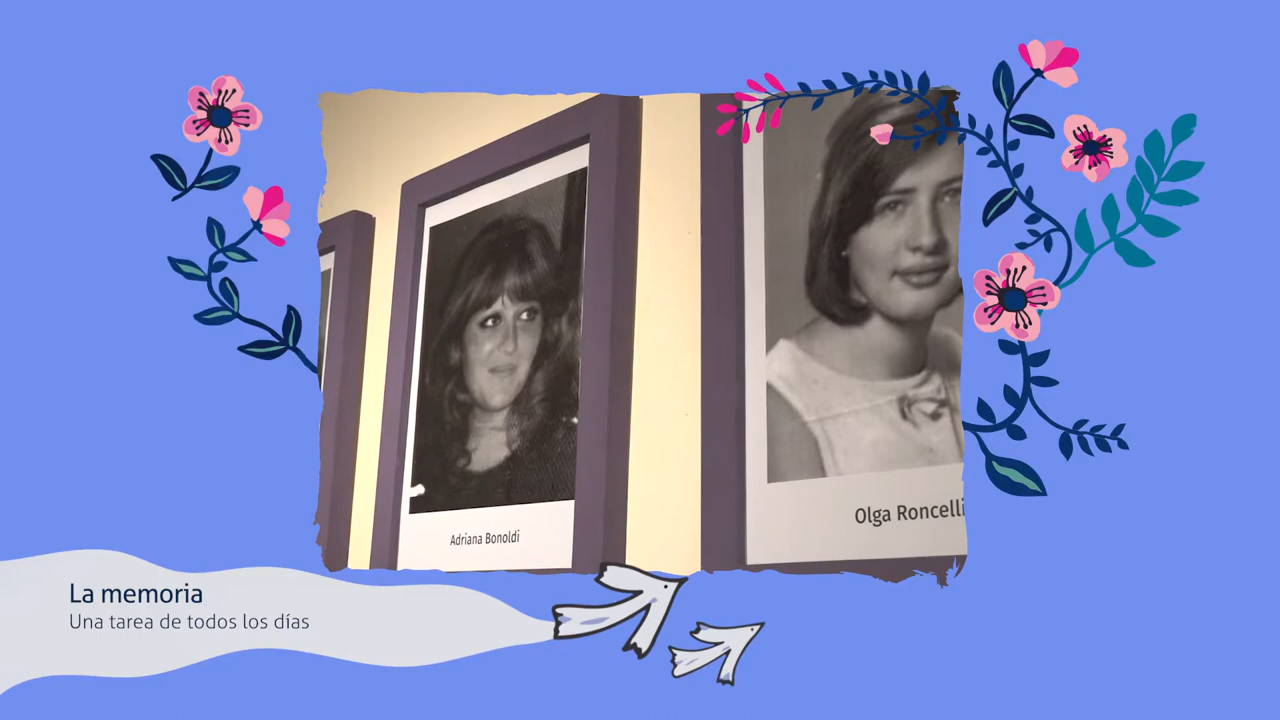 Adriana Bonoldi
Olga Roncelli
La memoria
Una tarea de todos los días